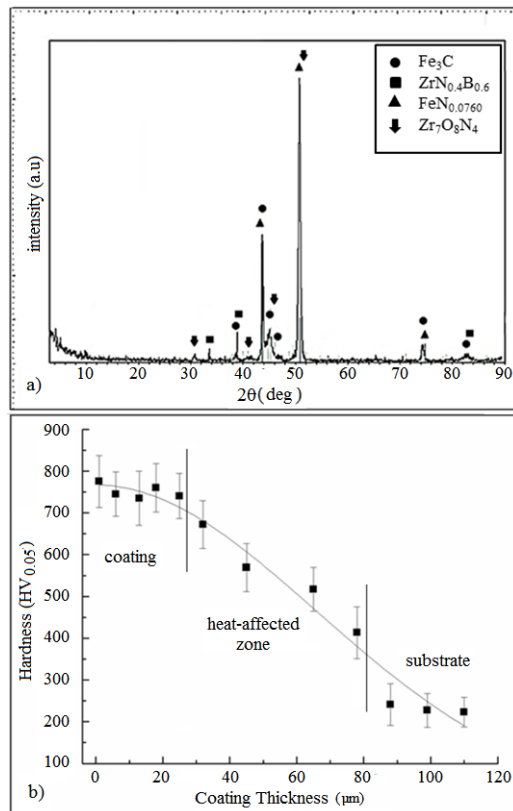 Fe3C
ZrN0.4B0.6
FeN0.0760
Zr7O8N4
intensity (a.u)
10 20 30 40 50 60 70 80 90
a)
2θ(deg)
900
800
700
600
500
400
300
200
100
Hardness (HV0.05)
coating
heat-affected
zone
substrate
0 20 40 60 80 100 120
b)
Coating Thickness (μm)